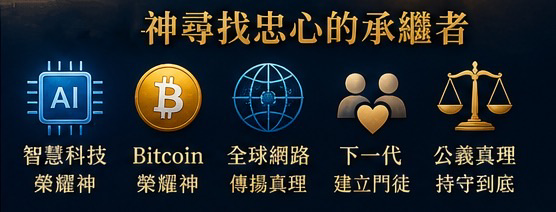 神尋找忠心的承繼者
AI
智慧科技
榮耀神
Bitcoin
榮耀神
全球網路
傳揚真理
下一代
建立門徒
公義真理
持守到底